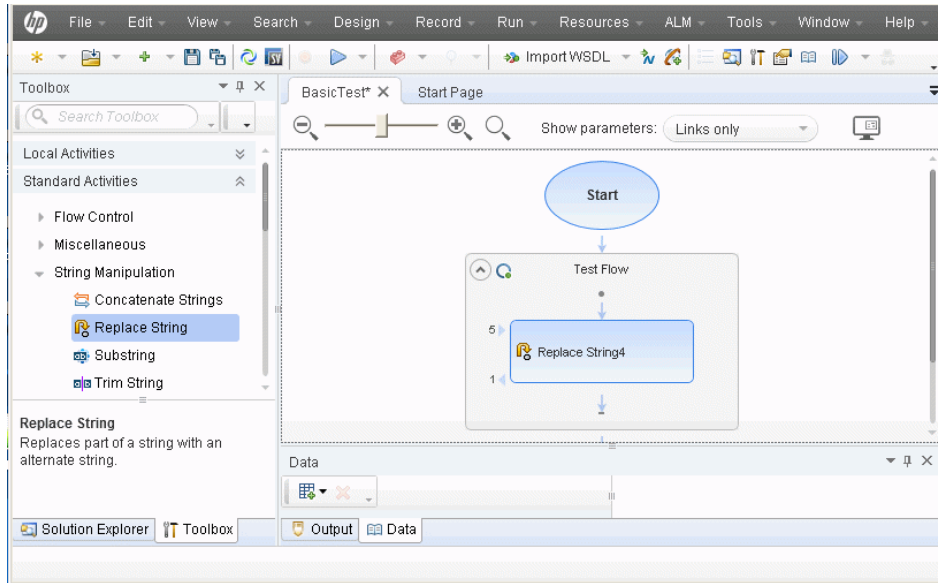 hp File Edit View Search Design Record Run Resources ALM Tools Window Help
SV Import WSDL
Toolbox
Search Toolbox
Local Activities
Standard Activities
Flow Control
Miscellaneous
String Manipulation
Concatenate Strings
Replace String
ab Substring
Trim String
Replace String
Replaces part of a string with an
alternate string.
Solution Explorer Toolbox
BasicTest* Start Page
Show parameters: Links only
Start
Test Flow
5
Replace String4
1
Data
Output Data